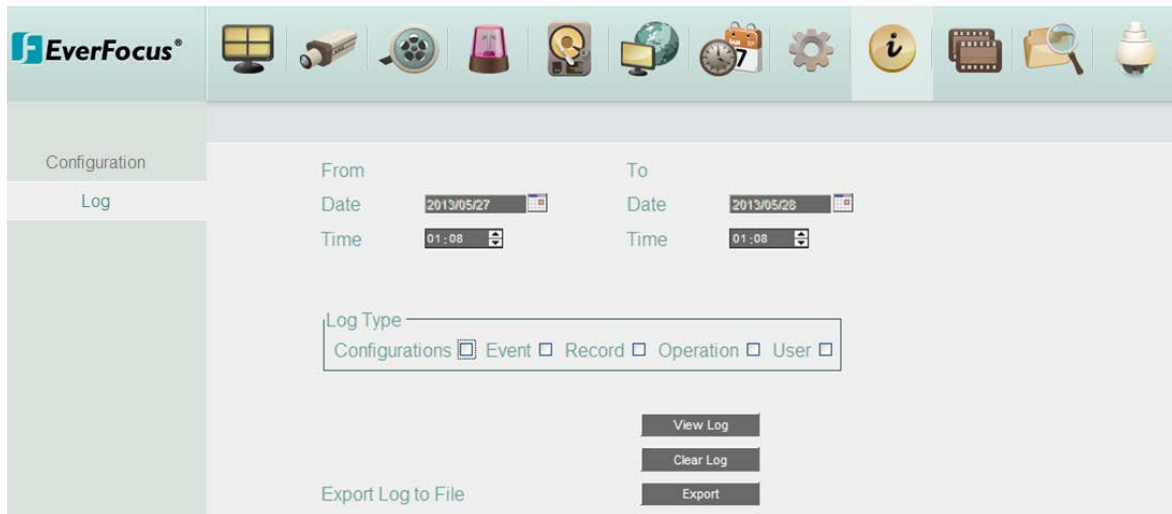 EverFocus®
7
i
Configuration
Log
From To
Date 2013/05/27 Date 2013/05/28
Time 01:08 Time 01:08
Log Type
Configurations Event Record Operation User
View Log
Clear Log
Export Log to File Export